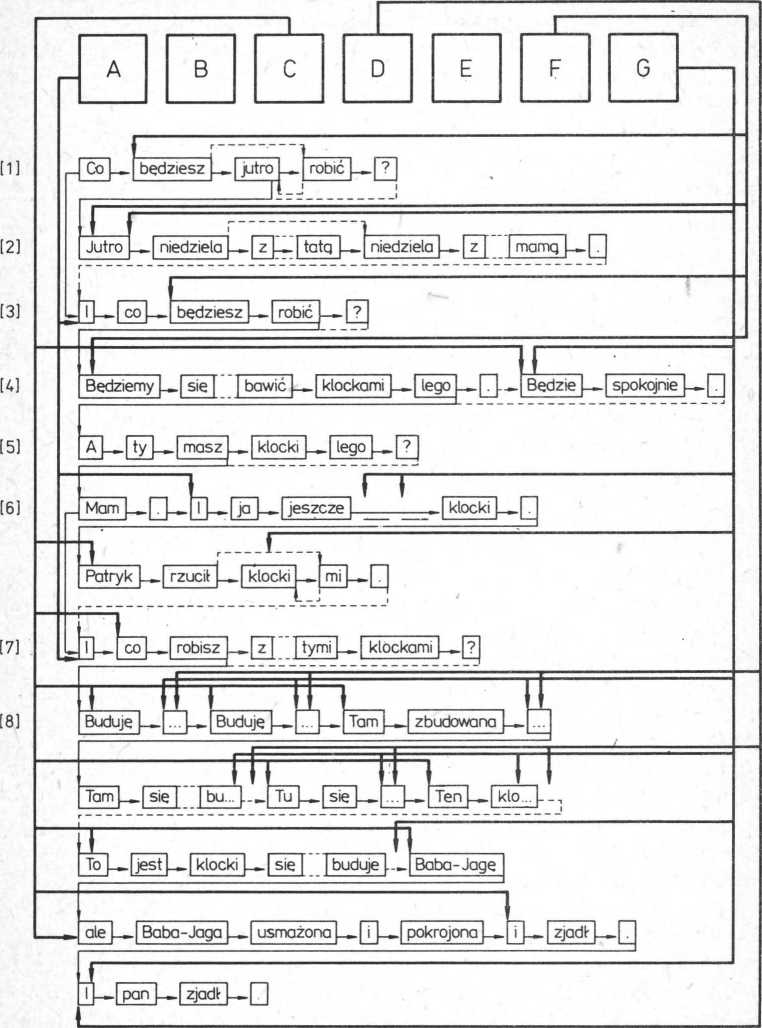 A B C D E F G
[1] Co będziesz jutro robić ?
[2] Jutro niedziela z tatą niedziela z mamą .
[3] I co będziesz robić ?
[4] Będziemy się bawić klockami lego . Będzie spokojnie .
[5] A ty masz klocki lego ?
[6] Mam . I ja jeszcze klocki .
Patryk rzucił klocki mi .
[7] I co robisz z tymi klockami ?
[8] Buduję ... Buduję ... Tam zbudowana ...
Tam się bu... Tu się ... Ten klo...
To jest klocki się buduje Baba-Jagę
ale Baba-Jaga usmażona i pokrojona i zjadł .
I pan zjadł .